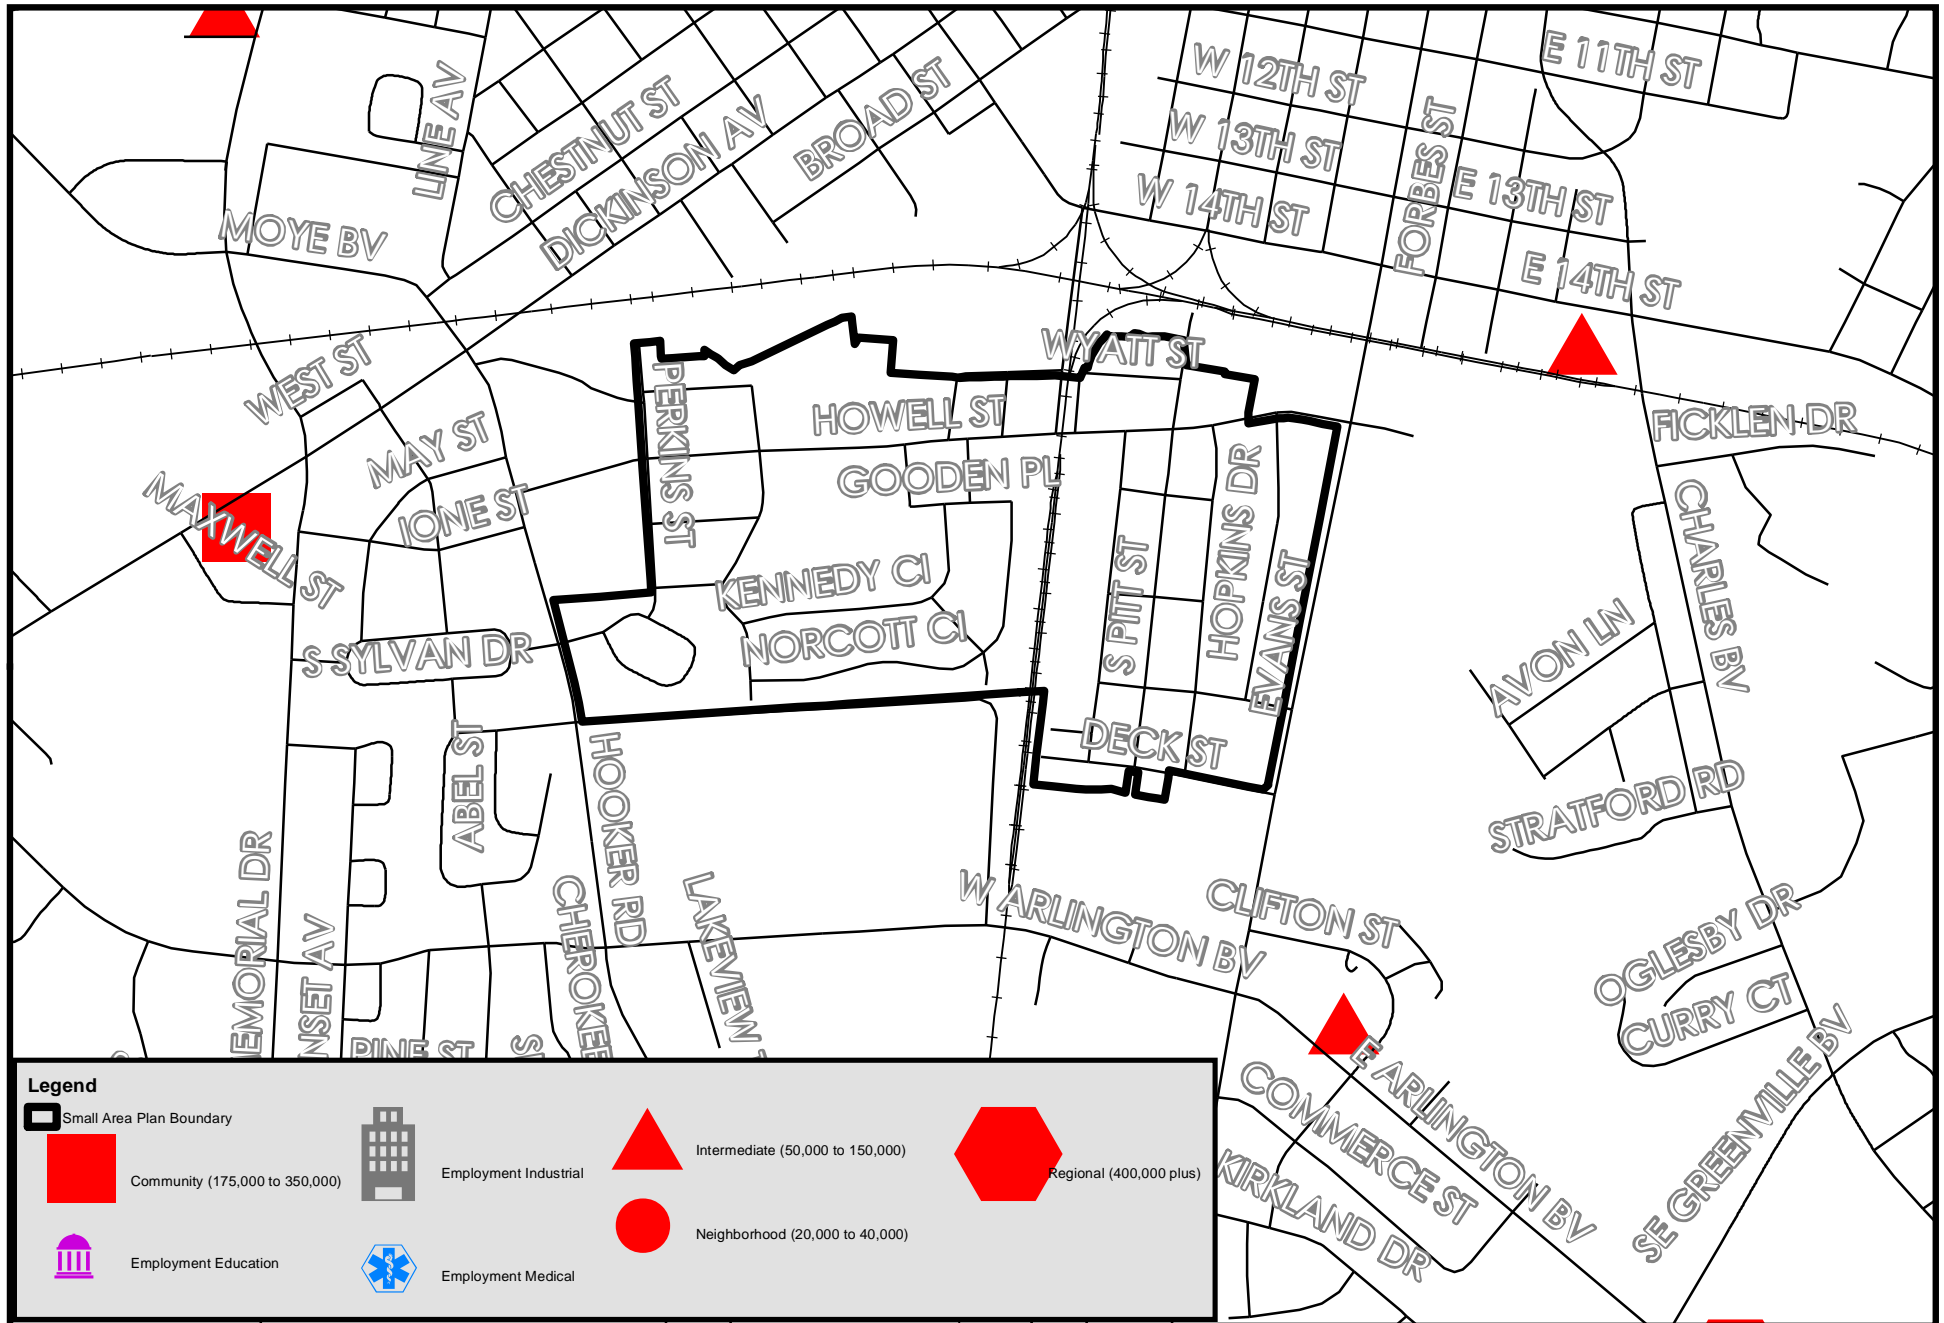 E 11TH ST
W 12TH ST
LINE AV
CHESTNUT ST
DICKINSON AV
BROAD ST
W 13TH ST
FORBES ST
E 13TH ST
W 14TH ST
MOYE BV
E 14TH ST
WEST ST
WYATT ST
PERKINS ST
HOWELL ST
FICKLEN DR
MAY ST
GOODEN PL
HOPKINS DR
MAXWELL ST
IONE ST
CHARLES BV
KENNEDY CI
S PITT ST
EVANS ST
NORCOTT CI
S SYLVAN DR
AVON LN
ABEL ST
HOOKER RD
DECK ST
STRATFORD RD
EMORIAL DR
CHEROKEE
LAKEVIEW
W ARLINGTON BV
CLIFTON ST
OGLESBY DR
NSET AV
CURRY CT
PINE ST
E ARLINGTON BV
COMMERCE ST
SE GREENVILLE BV
KIRKLAND DR
Legend
Small Area Plan Boundary
Community (175,000 to 350,000)
Employment Education
Employment Industrial
Employment Medical
Intermediate (50,000 to 150,000)
Neighborhood (20,000 to 40,000)
Regional (400,000 plus)